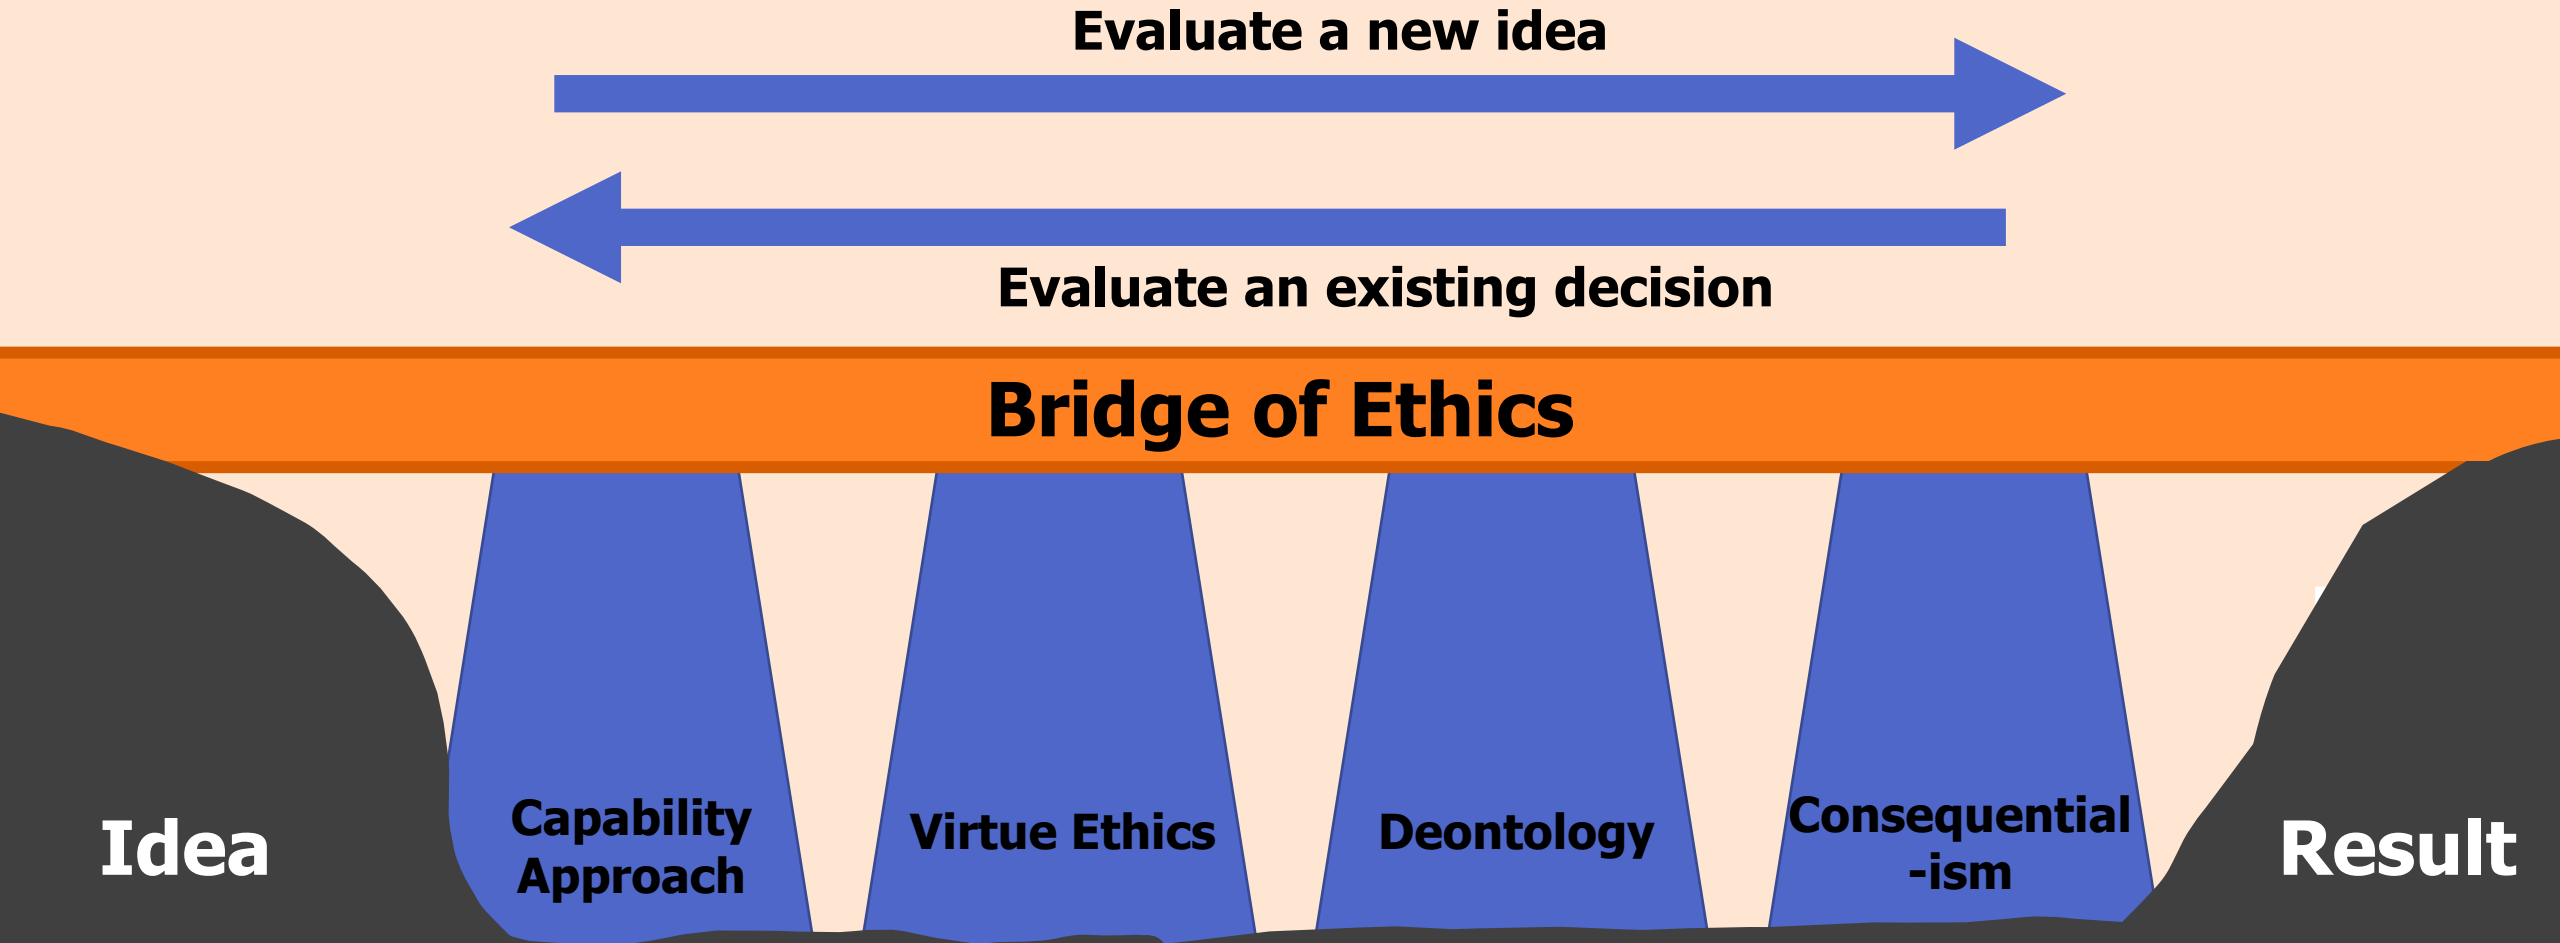 Evaluate a new idea
Evaluate an existing decision
Bridge of Ethics
Idea
Capability
Approach
Virtue Ethics
Deontology
Consequential
-ism
Result